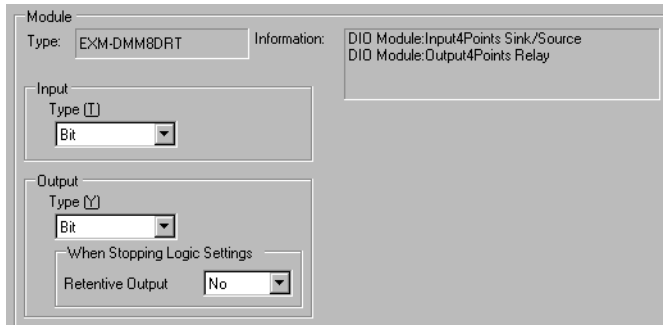 Module
Type: EXM-DMM8DRT Information: DIO Module:Input4Points Sink/Source
DIO Module:Output4Points Relay
Input
Type (T)
Bit
Output
Type (Y)
Bit
When Stopping Logic Settings
Retentive Output No